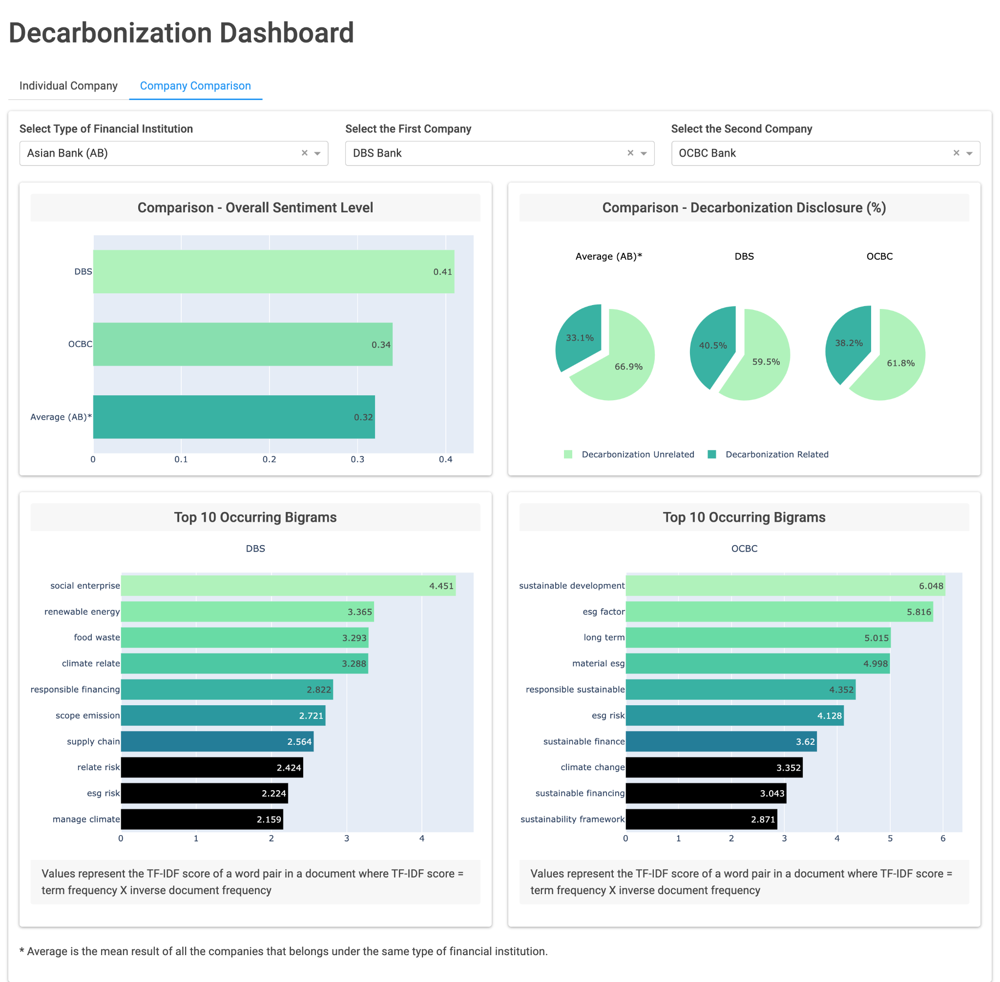 Decarbonization Dashboard
Individual Company
Company Comparison
Select Type of Financial Institution
Select the First Company
Select the Second Company
Asian Bank (AB)
× 
DBS Bank
×
OCBC Bank
×
Comparison - Overall Sentiment Level
DBS
0.41
OCBC
0.34
Average (AB)*
0.32
0 0.1 0.2 0.3 0.4
Comparison - Decarbonization Disclosure (%)
Average (AB)*
DBS
OCBC
33.1%
66.9%
40.5%
59.5%
38.2%
61.8%
Decarbonization Unrelated
Decarbonization Related
Top 10 Occurring Bigrams
DBS
social enterprise 4.451
renewable energy 3.365
food waste 3.293
climate relate 3.288
responsible financing 2.822
scope emission 2.721
supply chain 2.564
relate risk 2.424
esg risk 2.224
manage climate 2.159
0 1 2 3 4
Values represent the TF-IDF score of a word pair in a document where TF-IDF score =
term frequency X inverse document frequency
Top 10 Occurring Bigrams
OCBC
sustainable development 6.048
esg factor 5.816
long term 5.015
material esg 4.998
responsible sustainable 4.352
esg risk 4.128
sustainable finance 3.62
climate change 3.352
sustainable financing 3.043
sustainability framework 2.871
0 1 2 3 4 5 6
Values represent the TF-IDF score of a word pair in a document where TF-IDF score =
term frequency X inverse document frequency
* Average is the mean result of all the companies that belongs under the same type of financial institution.